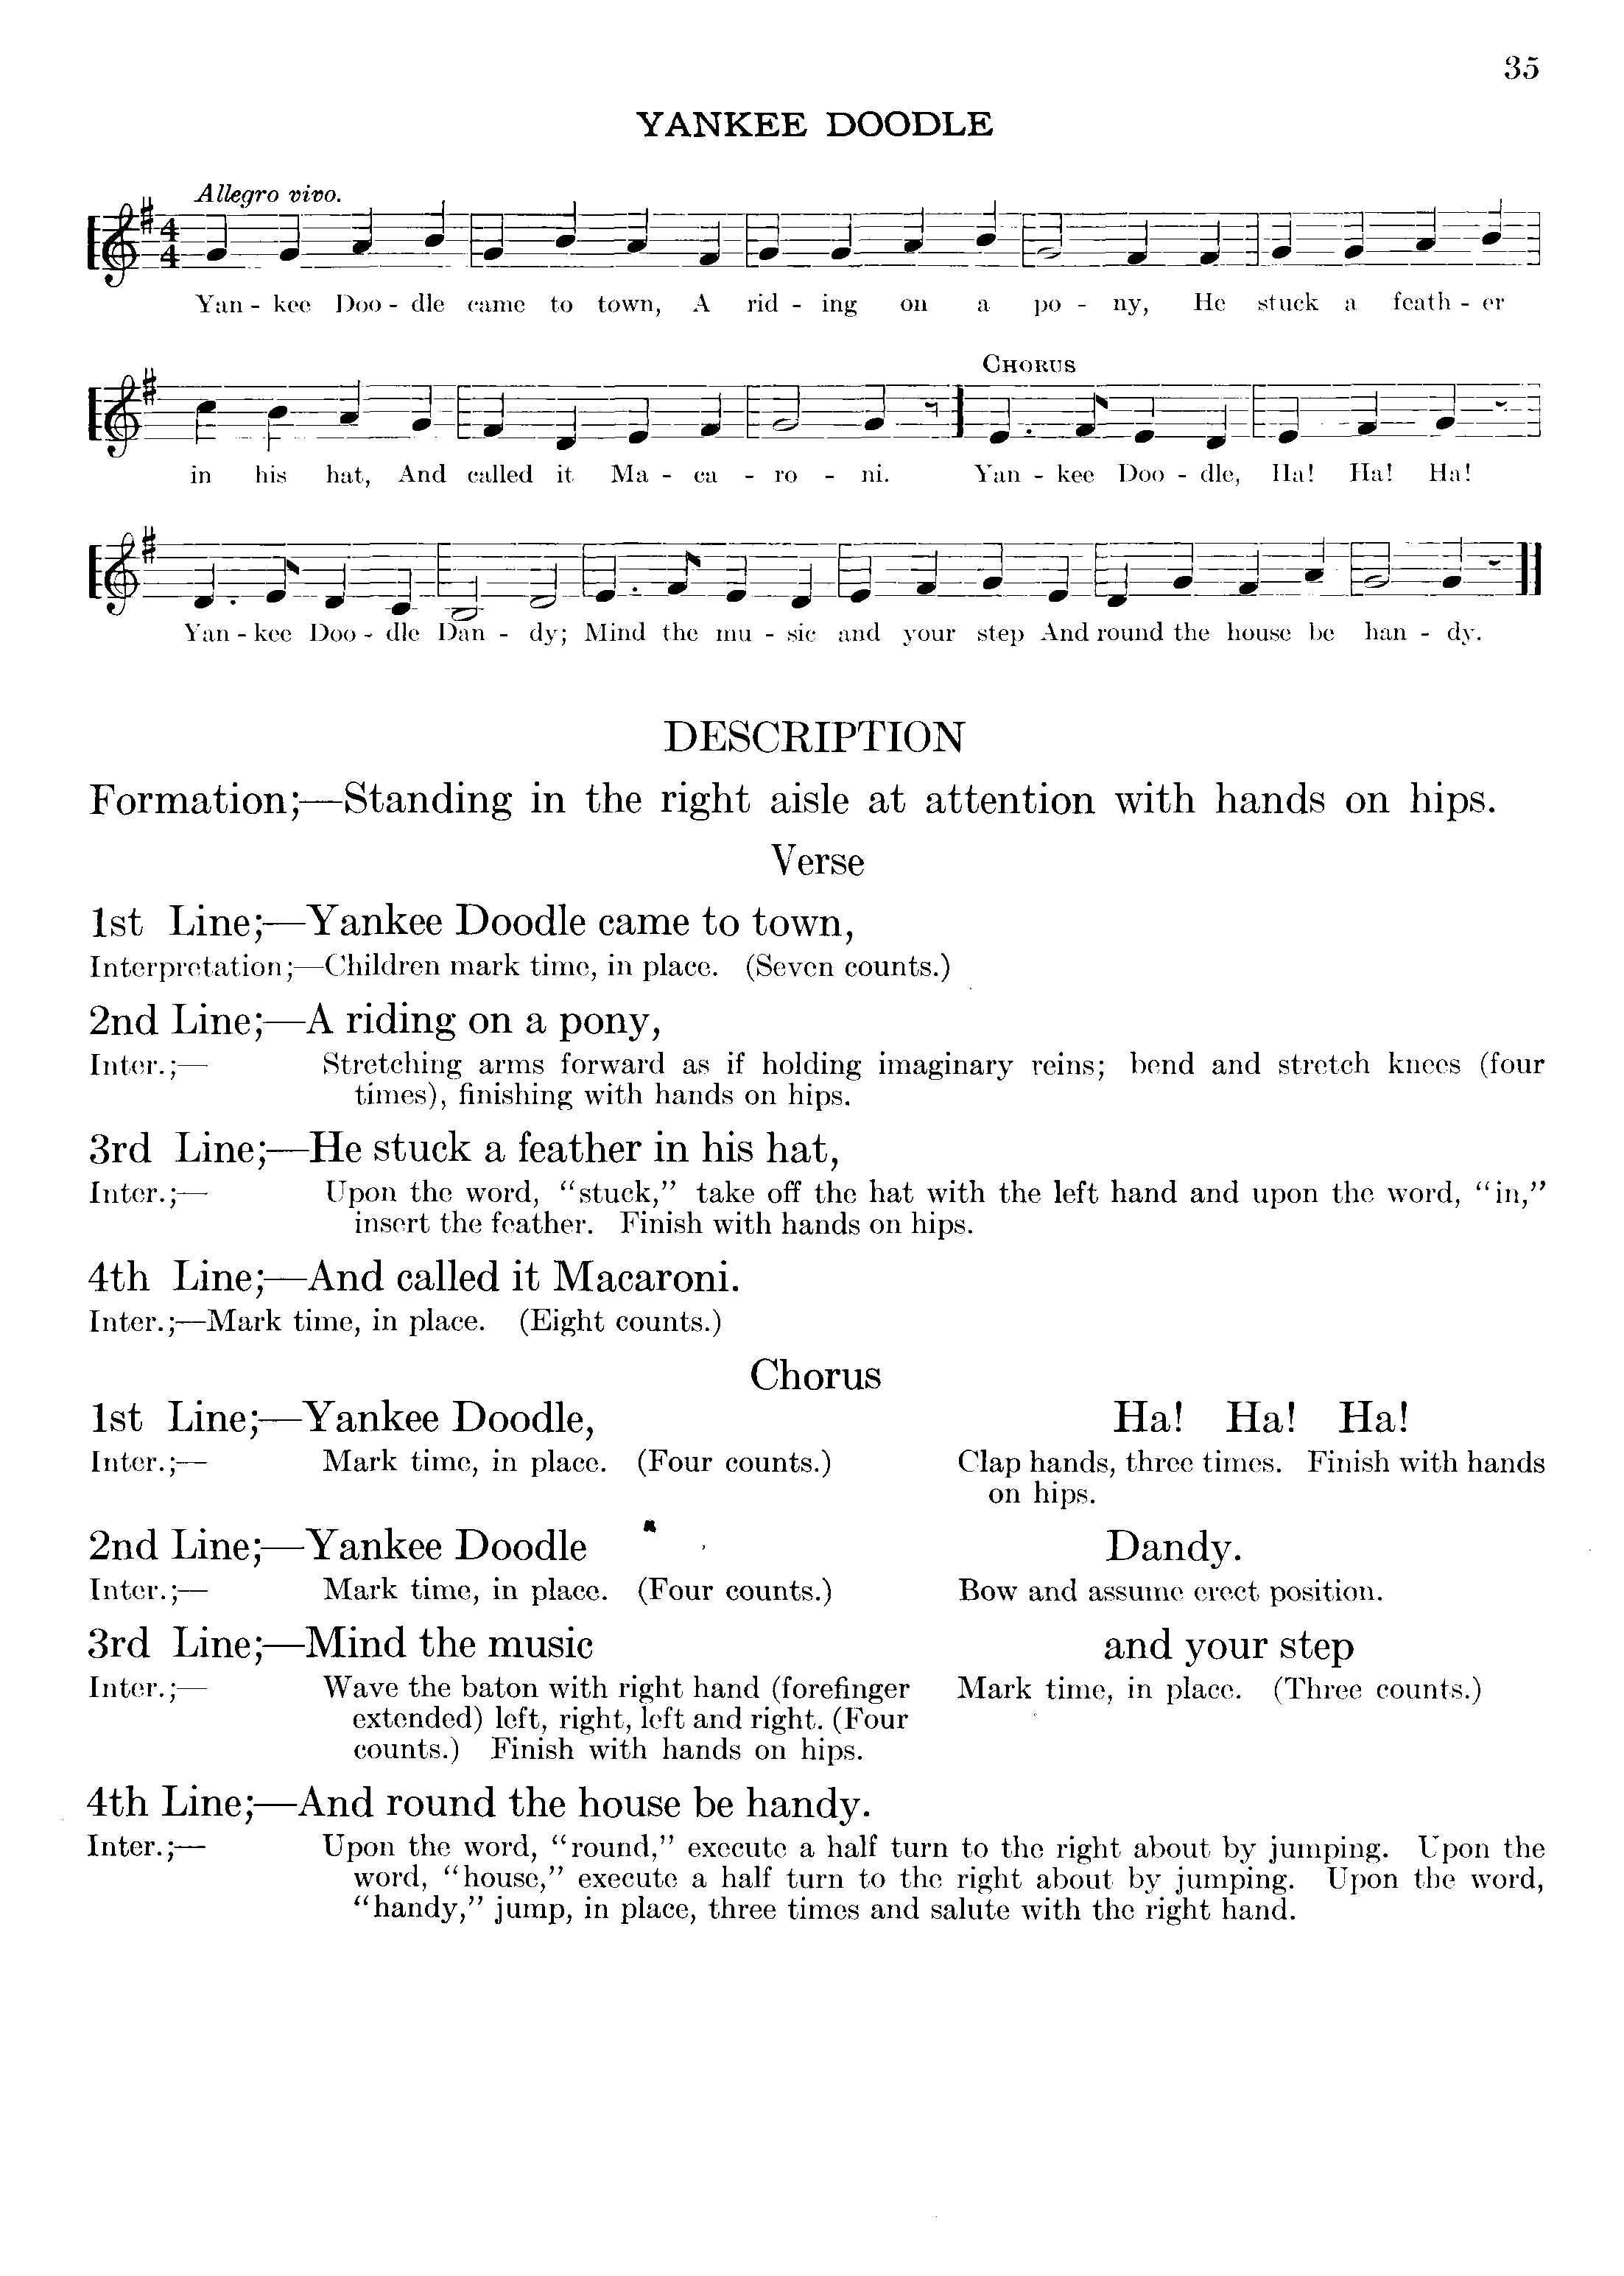 35
YANKEE DOODLE
Allegro vivo.
4 4
Yan - kee Doo - dle came to town, A rid - ing on a po - ny, He stuck a feath - er
CHORUS
in his hat, And called it Ma - ca - ro - ni. Yan - kee Doo - dle, Ha! Ha! Ha!
Yan - kee Doo - dle Dan - dy; Mind the mu - sic and your step And round the house be han - dy.
DESCRIPTION
Formation;—Standing in the right aisle at attention with hands on hips.
Verse
1st Line;—Yankee Doodle came to town,
Interpretation;—Children mark time, in place. (Seven counts.)
2nd Line;—A riding on a pony,
Inter.;— Stretching arms forward as if holding imaginary reins; bend and stretch knees (four
times), finishing with hands on hips.
3rd Line;—He stuck a feather in his hat,
Inter.;— Upon the word, “stuck,” take off the hat with the left hand and upon the word, “in,”
insert the feather. Finish with hands on hips.
4th Line;—And called it Macaroni.
Inter.;—Mark time, in place. (Eight counts.)
Chorus
1st Line;—Yankee Doodle, Ha! Ha! Ha!
Inter.;— Mark time, in place. (Four counts.) Clap hands, three times. Finish with hands
on hips.
2nd Line;—Yankee Doodle Dandy.
Inter.;— Mark time, in place. (Four counts.) Bow and assume erect position.
3rd Line;—Mind the music and your step
Inter.;— Wave the baton with right hand (forefinger Mark time, in place. (Three counts.)
extended) left, right, left and right. (Four
counts.) Finish with hands on hips.
4th Line;—And round the house be handy.
Inter.;— Upon the word, “round,” execute a half turn to the right about by jumping. Upon the
word, “house,” execute a half turn to the right about by jumping. Upon the word,
“handy,” jump, in place, three times and salute with the right hand.